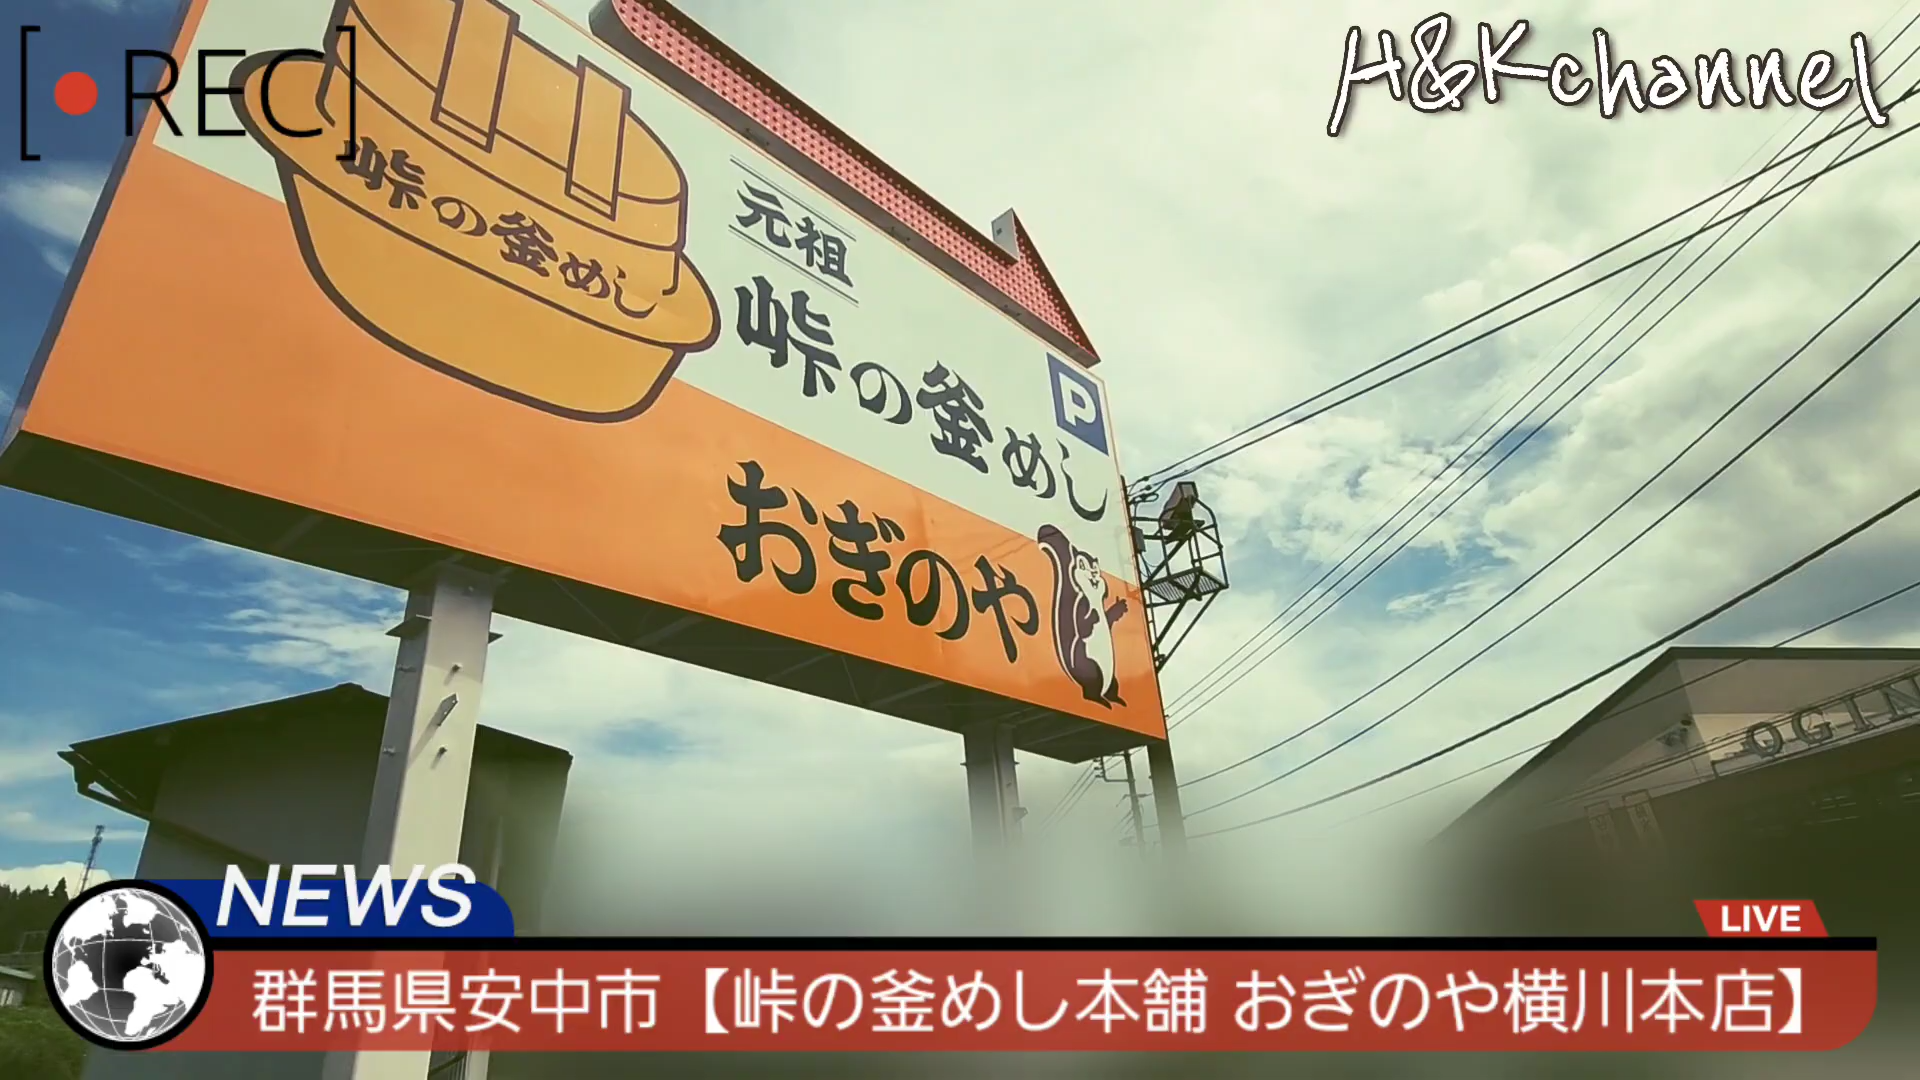 [●REC]
H&Kchannel
峠の釜めし
元祖
峠の釜めし
P
おぎのや
OGIN
NEWS
LIVE
群馬県安中市【峠の釜めし本舗 おぎのや横川本店】